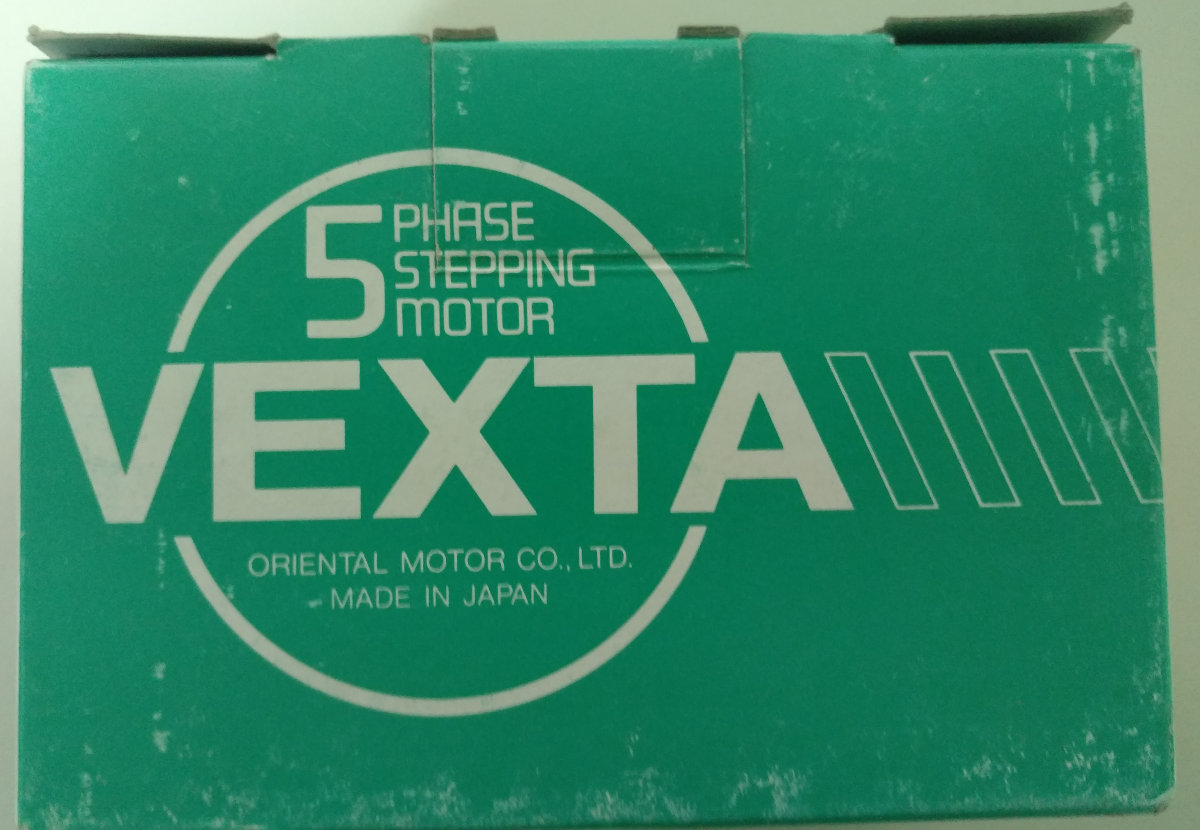 5 PHASE
STEPPING
MOTOR
VEXTA
ORIENTAL MOTOR CO., LTD.
MADE IN JAPAN